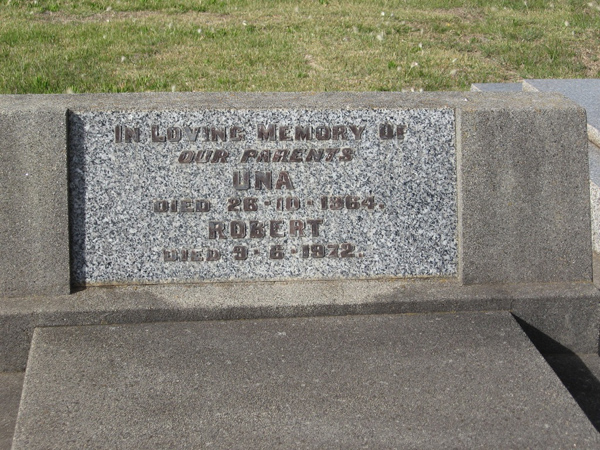 IN LOVING MEMORY OF
OUR PARENTS
UNA
DIED 26-10-1964.
ROBERT
DIED 9-6-1972.